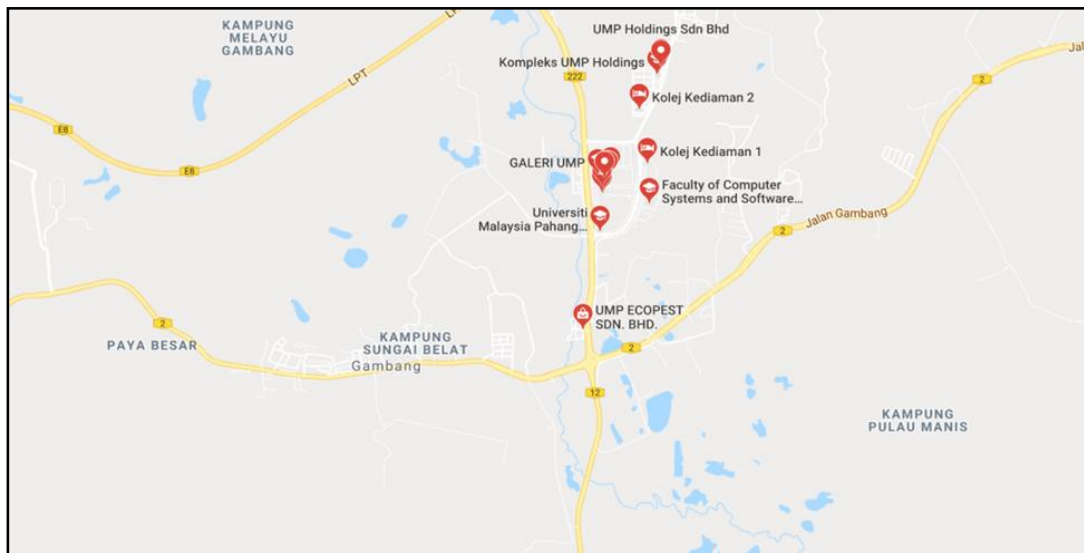 KAMPUNG
MELAYU
GAMBANG
LPT
LPT
E8
E8
222
UMP Holdings Sdn Bhd
Kompleks UMP Holdings
Kolej Kediaman 2
2
GALERI UMP
Kolej Kediaman 1
Faculty of Computer
Systems and Software...
Universiti
Malaysia Pahang...
Jalan Gambang
2
UMP ECOPEST
SDN. BHD.
2
PAYA BESAR
KAMPUNG
SUNGAI BELAT
Gambang
2
12
KAMPUNG
PULAU MANIS